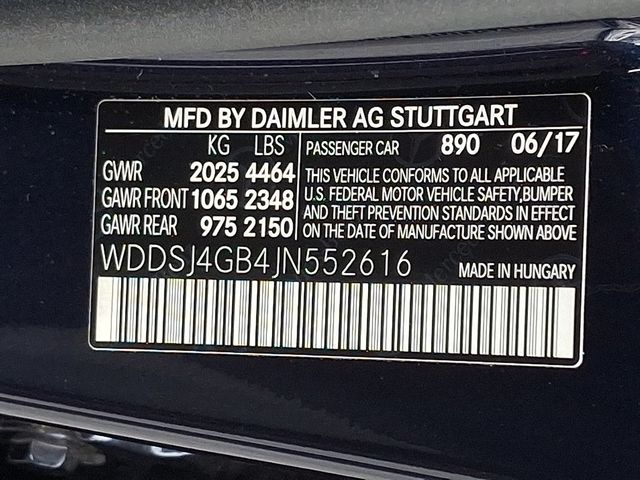 MFD BY DAIMLER AG STUTTGART
KG LBS
GVWR 2025 4464
GAWR FRONT 1065 2348
GAWR REAR 975 2150
PASSENGER CAR 890 06/17
THIS VEHICLE CONFORMS TO ALL APPLICABLE
U.S. FEDERAL MOTOR VEHICLE SAFETY,BUMPER
AND THEFT PREVENTION STANDARDS IN EFFECT
ON THE DATE OF MANUFACTURE SHOWN ABOVE.
WDDSJ4GB4JN552616
MADE IN HUNGARY